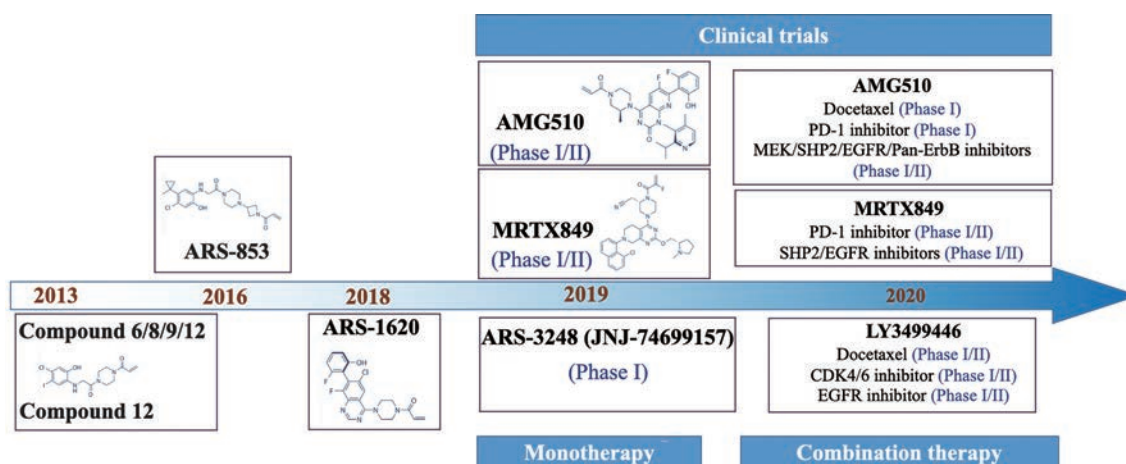 Clinical trials
AMG510
(Phase I/II)
AMG510
Docetaxel (Phase I)
PD-1 inhibitor (Phase I)
MEK/SHP2/EGFR/Pan-ErbB inhibitors
(Phase I/II)
ARS-853
MRTX849
(Phase I/II)
MRTX849
PD-1 inhibitor (Phase I/II)
SHP2/EGFR inhibitors (Phase I/II)
2013 2016 2018 2019 2020
Compound 6/8/9/12
Compound 12
ARS-1620
ARS-3248 (JNJ-74699157)
(Phase I)
LY3499446
Docetaxel (Phase I/II)
CDK4/6 inhibitor (Phase I/II)
EGFR inhibitor (Phase I/II)
Monotherapy
Combination therapy